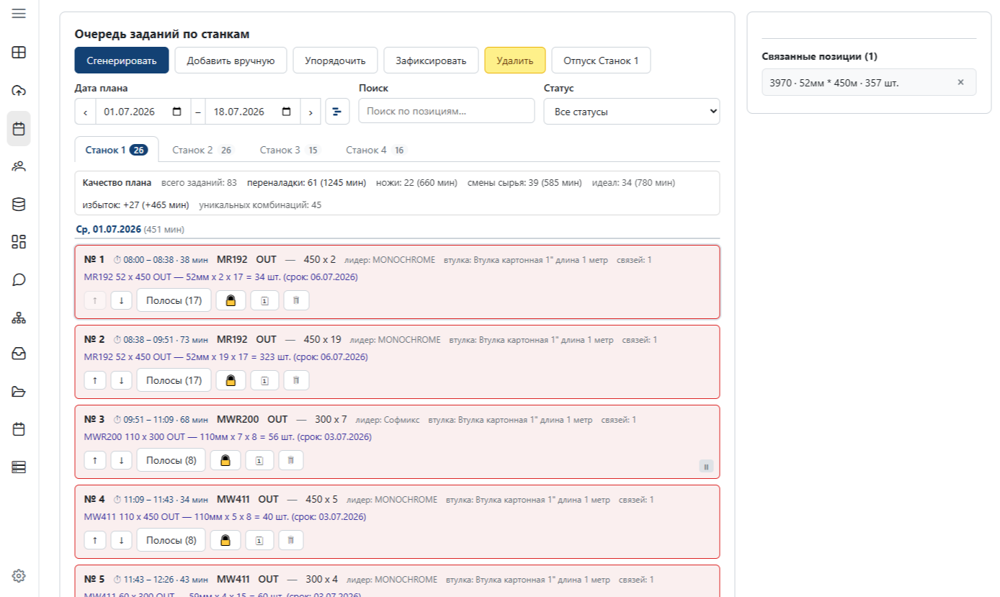 Очередь заданий по станкам
Сгенерировать Добавить вручную Упорядочить Зафиксировать Удалить Отпуск Станок 1
Дата плана Поиск Статус
‹ 01.07.2026 – 18.07.2026 › Поиск по позициям... Все статусы
Станок 1 26 Станок 2 26 Станок 3 15 Станок 4 16
Качество плана всего заданий: 83 переналадки: 61 (1245 мин) ножи: 22 (660 мин) смены сырья: 39 (585 мин) идеал: 34 (780 мин)
избыток: +27 (+465 мин) уникальных комбинаций: 45
Ср, 01.07.2026 (451 мин)
№ 1 08:00 – 08:38 · 38 мин MR192 OUT — 450 x 2 лидер: MONOCHROME втулка: Втулка картонная 1" длина 1 метр связей: 1
MR192 52 x 450 OUT — 52мм x 2 x 17 = 34 шт. (срок: 06.07.2026)
↑ ↓ Полосы (17) 1
№ 2 08:38 – 09:51 · 73 мин MR192 OUT — 450 x 19 лидер: MONOCHROME втулка: Втулка картонная 1" длина 1 метр связей: 1
MR192 52 x 450 OUT — 52мм x 19 x 17 = 323 шт. (срок: 06.07.2026)
↑ ↓ Полосы (17) 1
№ 3 09:51 – 11:09 · 68 мин MWR200 OUT — 300 x 7 лидер: Софмикс втулка: Втулка картонная 1" длина 1 метр связей: 1
MWR200 110 x 300 OUT — 110мм x 7 x 8 = 56 шт. (срок: 03.07.2026)
↑ ↓ Полосы (8) 1
№ 4 11:09 – 11:43 · 34 мин MW411 OUT — 450 x 5 лидер: MONOCHROME втулка: Втулка картонная 1" длина 1 метр связей: 1
MW411 110 x 450 OUT — 110мм x 5 x 8 = 40 шт. (срок: 03.07.2026)
↑ ↓ Полосы (8) 1
№ 5 11:43 – 12:26 · 43 мин MW411 OUT — 300 x 4 лидер: MONOCHROME втулка: Втулка картонная 1" длина 1 метр связей: 1
MW411 60 x 300 OUT — 59мм x 4 x 15 = 60 шт. (срок: 03.07.2026)
Связанные позиции (1)
3970 · 52мм * 450м · 357 шт. ×